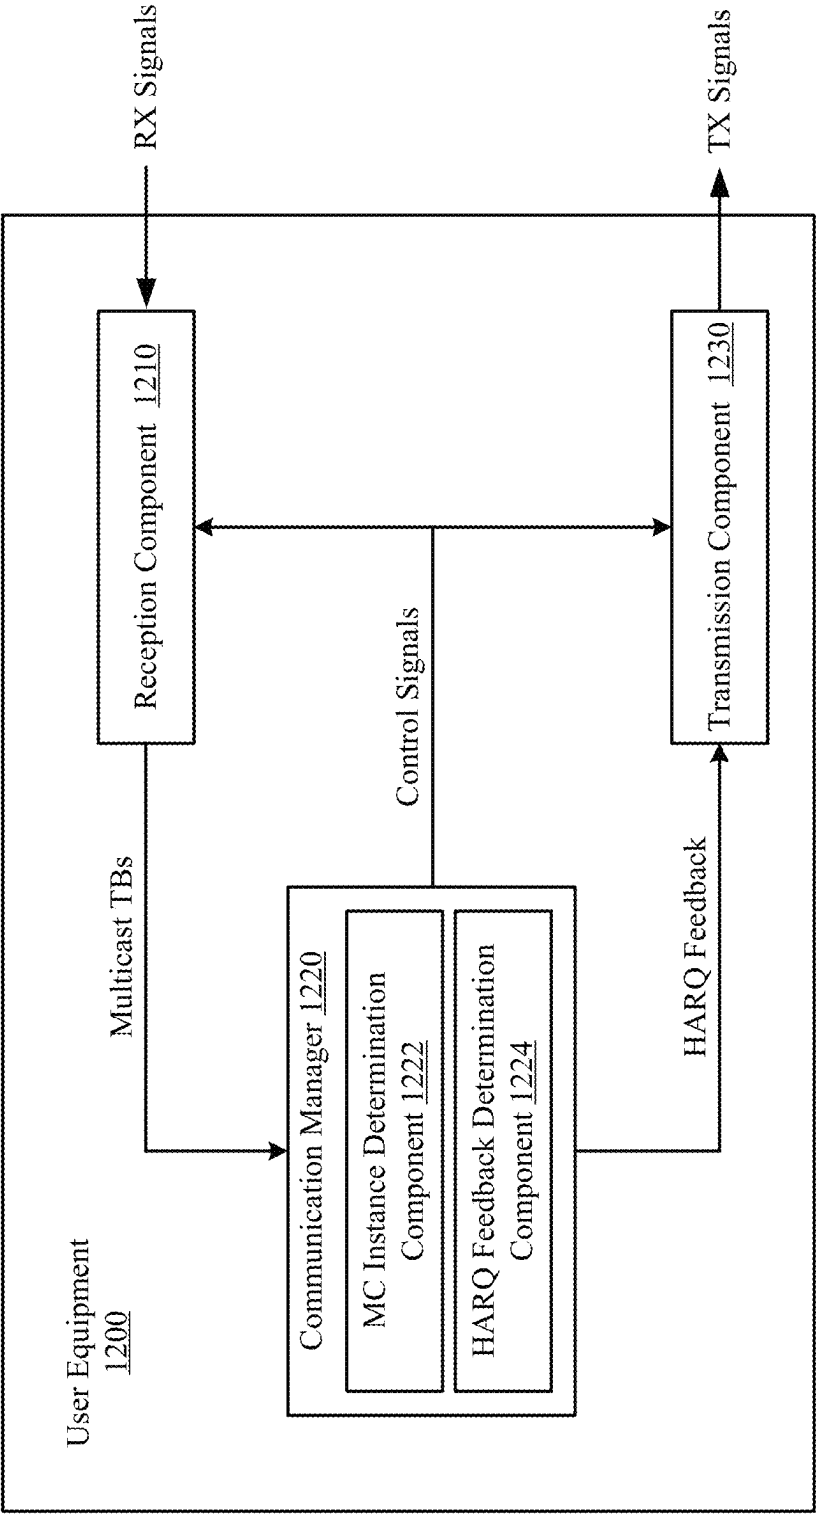 User Equipment
1200
Multicast TBs
Reception Component 1210
RX Signals
Communication Manager 1220
MC Instance Determination
Component 1222
HARQ Feedback Determination
Component 1224
Control Signals
HARQ Feedback
Transmission Component 1230
TX Signals